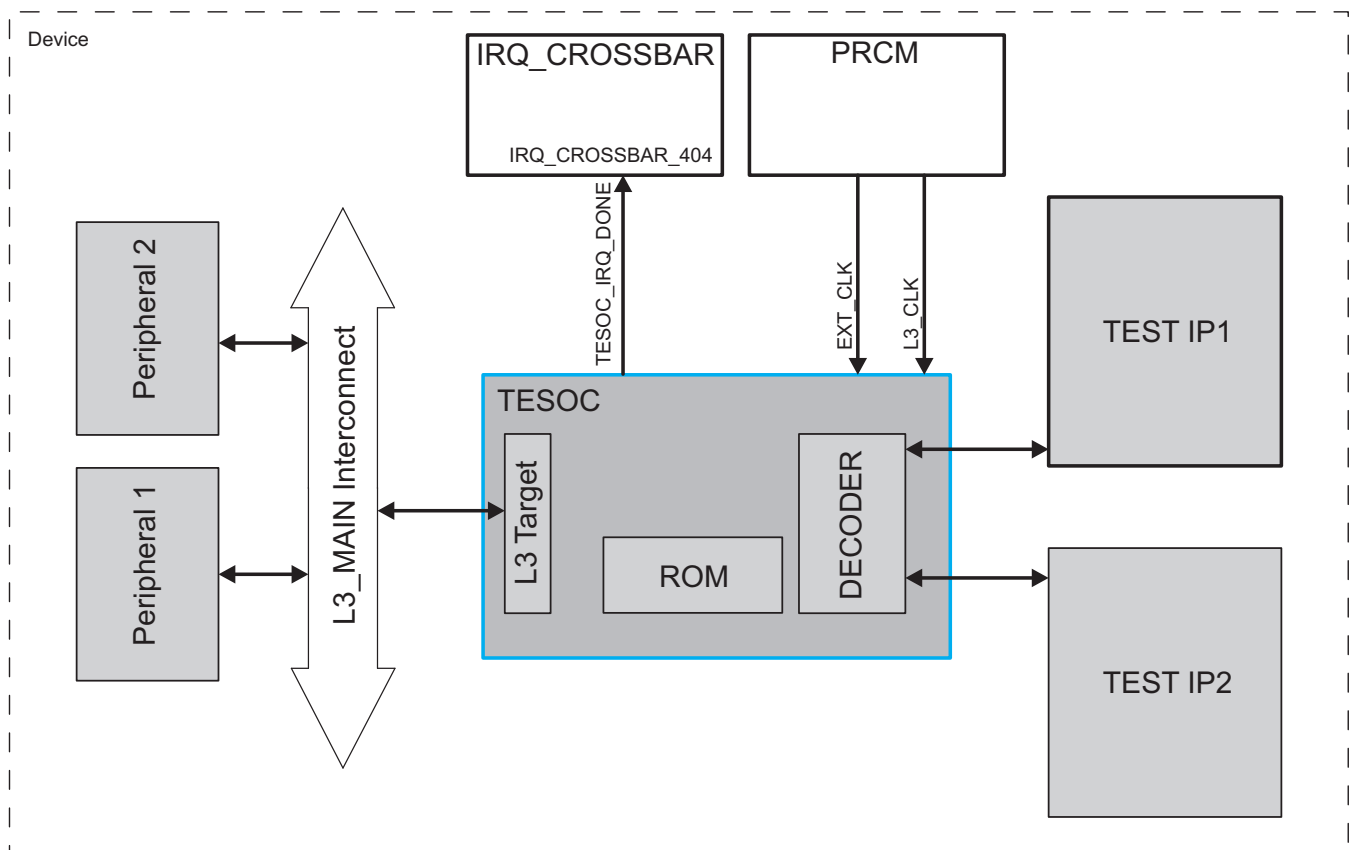 Device
IRQ_CROSSBAR
PRCM
IRQ_CROSSBAR_404
TESOC_IRQ_DONE
EXT_CLK
L3_CLK
Peripheral 2
Peripheral 1
L3_MAIN Interconnect
TESOC
L3 Target
ROM
DECODER
TEST IP1
TEST IP2